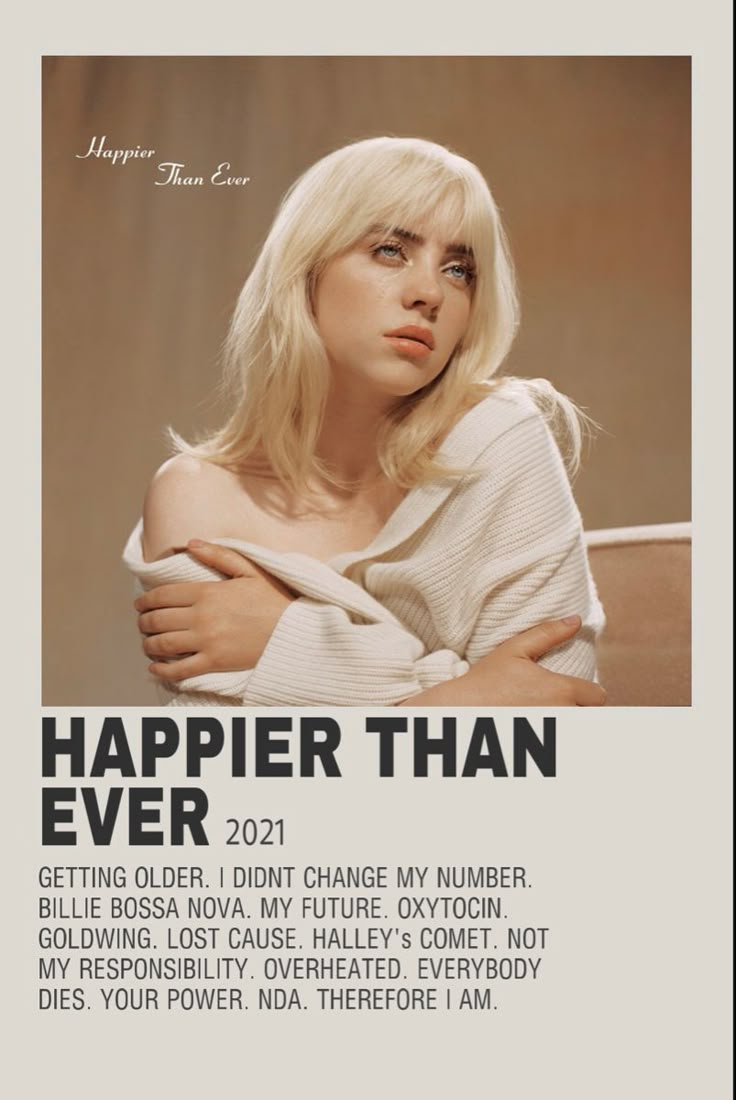 Happier
Than Ever
HAPPIER THAN
EVER 2021
GETTING OLDER. I DIDNT CHANGE MY NUMBER.
BILLIE BOSSA NOVA. MY FUTURE. OXYTOCIN.
GOLDWING. LOST CAUSE. HALLEY's COMET. NOT
MY RESPONSIBILITY. OVERHEATED. EVERYBODY
DIES. YOUR POWER. NDA. THEREFORE I AM.